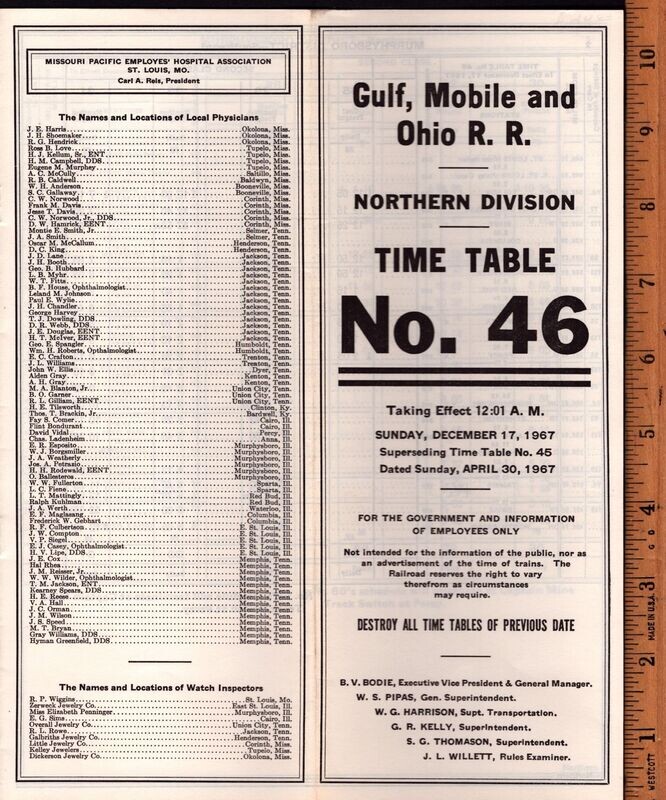 MISSOURI PACIFIC EMPLOYES' HOSPITAL ASSOCIATION
ST. LOUIS, MO.
Carl A. Reis, President
The Names and Locations of Local Physicians
J. E. Harris Okolona, Miss.
J. H. Shoemaker Okolona, Miss.
R. G. Hendrick Okolona, Miss.
Ross B. Love Tupelo, Miss.
H. J. Kellum, Sr., ENT Tupelo, Miss.
H. M. Campbell, DDS Tupelo, Miss.
Eugene M. Murphey Tupelo, Miss.
A. C. McCully Saltillo, Miss.
R. B. Caldwell Baldwyn, Miss.
W. H. Anderson Booneville, Miss.
S. C. Gallaway Booneville, Miss.
C. W. Norwood Corinth, Miss.
Frank M. Davis Corinth, Miss.
Jesse T. Davis Corinth, Miss.
C. W. Norwood, Jr., DDS Corinth, Miss.
D. W. Hamrick, EENT Corinth, Miss.
Montie E. Smith, Jr. Selmer, Tenn.
J. A. Smith Selmer, Tenn.
Oscar M. McCallum Henderson, Tenn.
D. C. King Henderson, Tenn.
J. D. Lane Jackson, Tenn.
J. H. Booth Jackson, Tenn.
Geo. B. Hubbard Jackson, Tenn.
L. B. Myhr Jackson, Tenn.
W. T. Fitts Jackson, Tenn.
B. F. House, Ophthalmologist Jackson, Tenn.
Leland M. Johnson Jackson, Tenn.
Paul E. Wylie Jackson, Tenn.
J. H. Chandler Jackson, Tenn.
George Harvey Jackson, Tenn.
T. J. Dowling, DDS Jackson, Tenn.
D. R. Webb, DDS Jackson, Tenn.
J. E. Douglas, EENT Jackson, Tenn.
H. T. McIver, EENT Jackson, Tenn.
Geo. E. Spangler Humboldt, Tenn.
Wm. H. Roberts, Opthalmologist Humboldt, Tenn.
E. C. Crafton Trenton, Tenn.
J. L. Williams Trenton, Tenn.
John W. Ellis Dyer, Tenn.
Alden Gray Kenton, Tenn.
A. H. Gray Kenton, Tenn.
M. A. Blanton, Jr. Union City, Tenn.
B. O. Garner Union City, Tenn.
R. L. Gilliam, EENT Union City, Tenn.
H. E. Titsworth Clinton, Ky.
Thos. T. Brackin, Jr. Bardwell, Ky.
Fay S. Comer Cairo, Ill.
Flint Bondurant Cairo, Ill.
David Vidal Percy, Ill.
Chas. Ladenheim Anna, Ill.
E. R. Esposito Murphysboro, Ill.
W. J. Borgsmiller Murphysboro, Ill.
J. A. Weatherly Murphysboro, Ill.
Jos. A. Petrazio Murphysboro, Ill.
H. H. Rodewald, EENT Murphysboro, Ill.
O. Ballesteros Murphysboro, Ill.
W. W. Fullerton Sparta, Ill.
L. C. Fiene Sparta, Ill.
L. T. Mattingly Red Bud, Ill.
Ralph Kuhlman Red Bud, Ill.
J. A. Werth Waterloo, Ill.
E. F. Maglasang Columbia, Ill.
Frederick W. Gebhart Columbia, Ill.
R. F. Culbertson E. St. Louis, Ill.
J. W. Compton E. St. Louis, Ill.
V. P. Siegel E. St. Louis, Ill.
E. J. Casey, Ophthalmologist E. St. Louis, Ill.
H. V. Lipe, DDS E. St. Louis, Ill.
J. E. Cox Memphis, Tenn.
Hal Rhea Memphis, Tenn.
J. M. Reisser, Jr. Memphis, Tenn.
W. W. Wilder, Ophthalmologist Memphis, Tenn.
T. M. Jackson, ENT Memphis, Tenn.
Kearney Spears, DDS Memphis, Tenn.
H. E. Reese Memphis, Tenn.
V. A. Hall Memphis, Tenn.
J. C. Orman Memphis, Tenn.
J. M. Wilson Memphis, Tenn.
J. S. Speed Memphis, Tenn.
M. T. Bryan Memphis, Tenn.
Gray Williams, DDS Memphis, Tenn.
Hyman Greenfield, DDS Memphis, Tenn.
The Names and Locations of Watch Inspectors
R. P. Wiggins St. Louis, Mo.
Zerweck Jewelry Co. East St. Louis, Ill.
Miss Elizabeth Penninger Murphysboro, Ill.
E. G. Sims Cairo, Ill.
Overall Jewelry Co. Union City, Tenn.
R. L. Rowe Jackson, Tenn.
Galbriths Jewelry Co. Henderson, Tenn.
Little Jewelry Co. Corinth, Miss.
Kelley Jewelers Tupelo, Miss.
Dickerson Jewelry Co. Okolona, Miss.
Gulf, Mobile and
Ohio R. R.
NORTHERN DIVISION
TIME TABLE
No. 46
Taking Effect 12:01 A. M.
SUNDAY, DECEMBER 17, 1967
Superseding Time Table No. 45
Dated Sunday, APRIL 30, 1967
FOR THE GOVERNMENT AND INFORMATION
OF EMPLOYEES ONLY
Not intended for the information of the public, nor as
an advertisement of the time of trains. The
Railroad reserves the right to vary
therefrom as circumstances
may require.
DESTROY ALL TIME TABLES OF PREVIOUS DATE
B. V. BODIE, Executive Vice President & General Manager.
W. S. PIPAS, Gen. Superintendent.
W. G. HARRISON, Supt. Transportation.
G. R. KELLY, Superintendent.
S. G. THOMASON, Superintendent.
J. L. WILLETT, Rules Examiner.
10
9
8
7
6
5
4
3
2
1
MADE IN U.S.A.
WESTCOTT